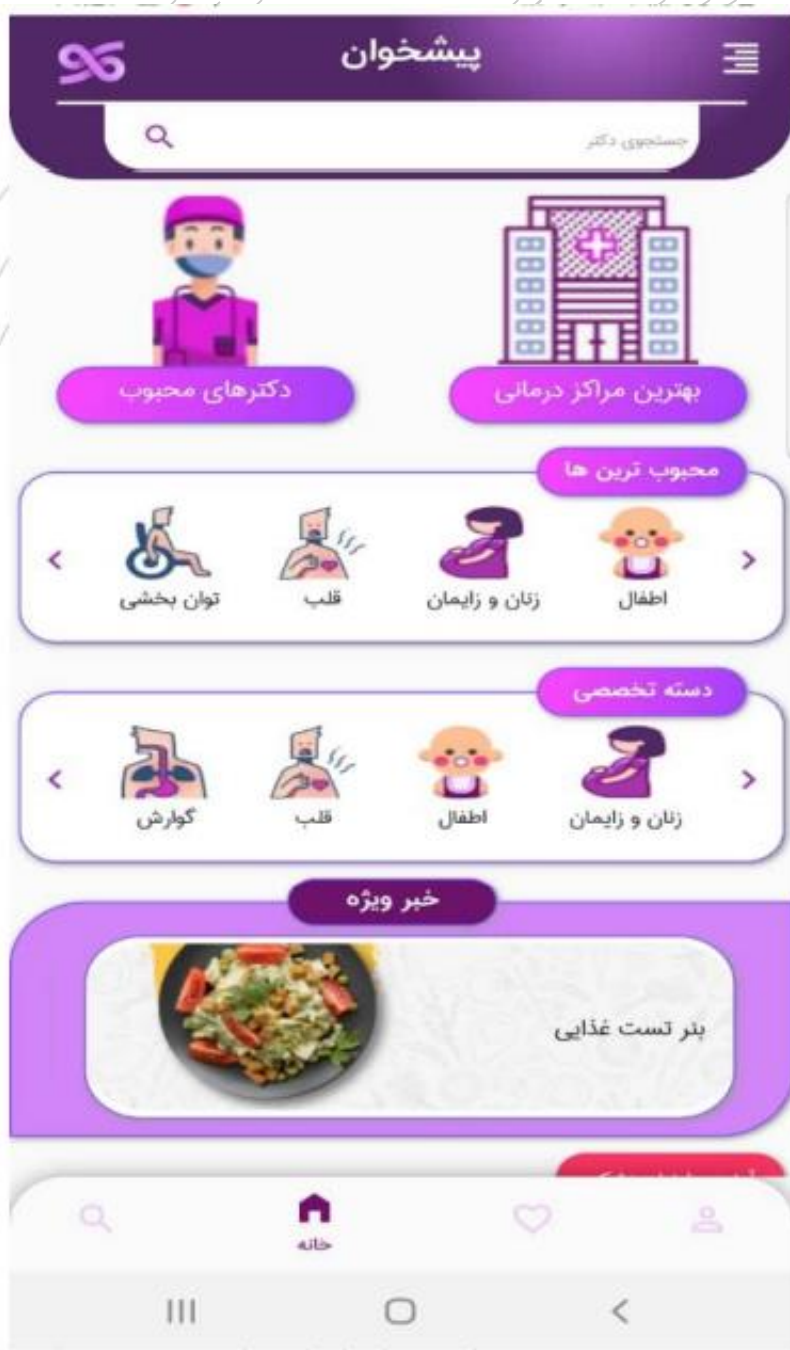 پیشخوان
جستجوی دکتر
بهترین مراکز درمانی
دکترهای محبوب
محبوب ترین ها
اطفال
زنان و زایمان
قلب
توان بخشی
دسته تخصصی
زنان و زایمان
اطفال
قلب
گوارش
خبر ویژه
بنر تست غذایی
خانه